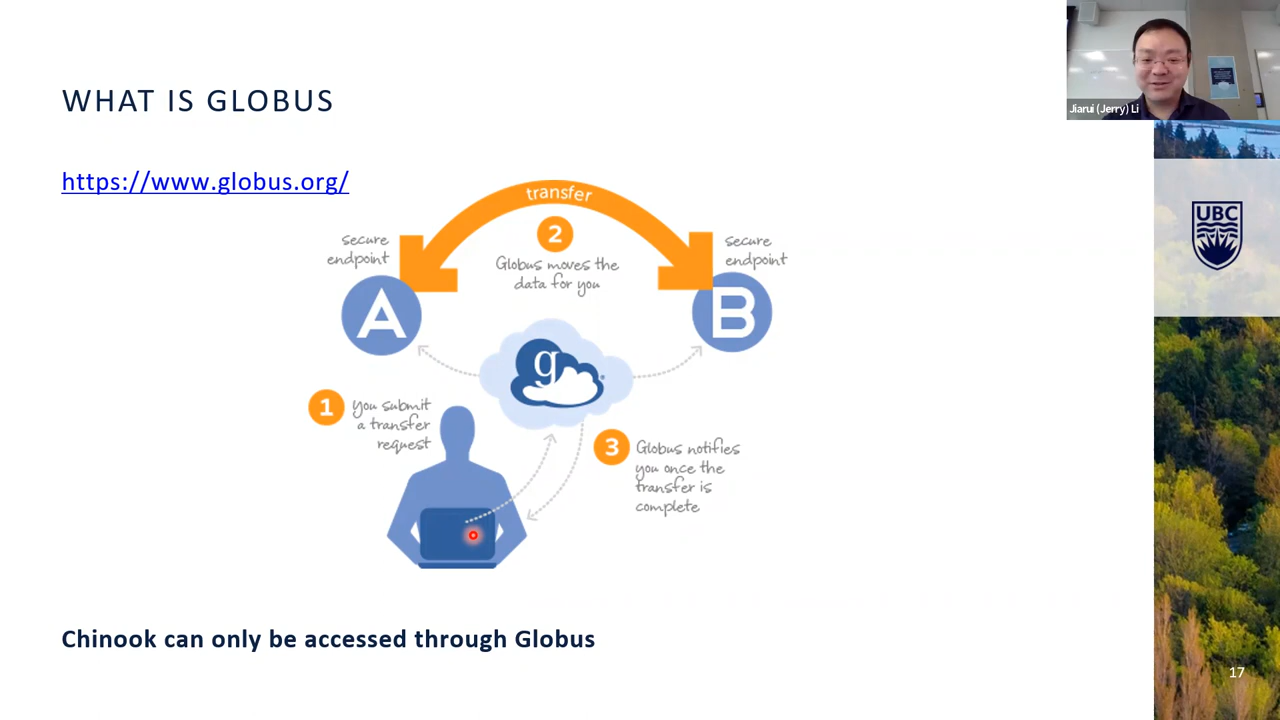 WHAT IS GLOBUS
Jiarui (Jerry) Li
https://www.globus.org/
UBC
transfer
2
secure
endpoint
Globus moves the
data for you
secure
endpoint
A
B
g
1
You submit
a transfer
request
3
Globus notifies
you once the
transfer is
complete
Chinook can only be accessed through Globus
17